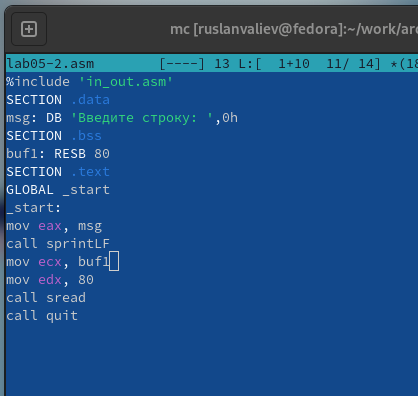 mc [ruslanvaliev@fedora]:~/work/arc
lab05-2.asm [----] 13 L:[ 1+10 11/ 14] *(18
%include 'in_out.asm'
SECTION .data
msg: DB 'Введите строку: ',0h
SECTION .bss
buf1: RESB 80
SECTION .text
GLOBAL _start
_start:
mov eax, msg
call sprintLF
mov ecx, buf1
mov edx, 80
call sread
call quit